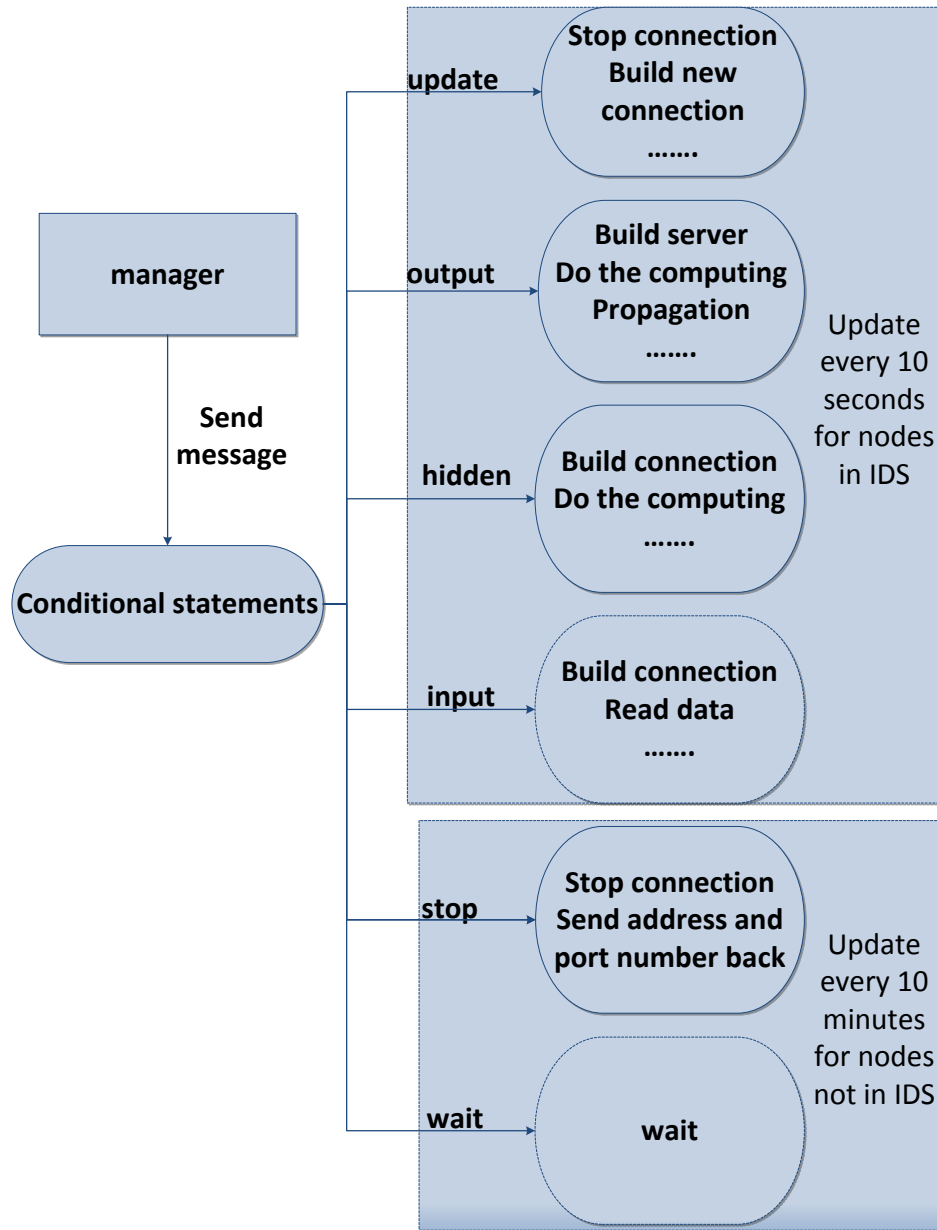 manager
Send
message
Conditional statements
update
Stop connection
Build new
connection
.......
output
Build server
Do the computing
Propagation
.......
hidden
Build connection
Do the computing
.......
input
Build connection
Read data
.......
Update
every 10
seconds
for nodes
in IDS
stop
Stop connection
Send address and
port number back
wait
wait
Update
every 10
minutes
for nodes
not in IDS